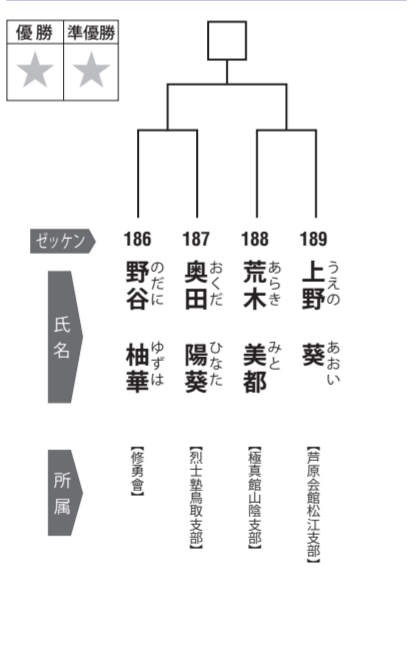 優勝 準優勝
ゼッケン
186 187 188 189
氏名
野谷 柚華
のだに ゆずは
奥田 陽葵
おくだ ひなた
荒木 美都
あらき みと
上野 葵
うえの あおい
所属
【修勇會】
【烈士塾鳥取支部】
【極真館山陰支部】
【芦原会館松江支部】